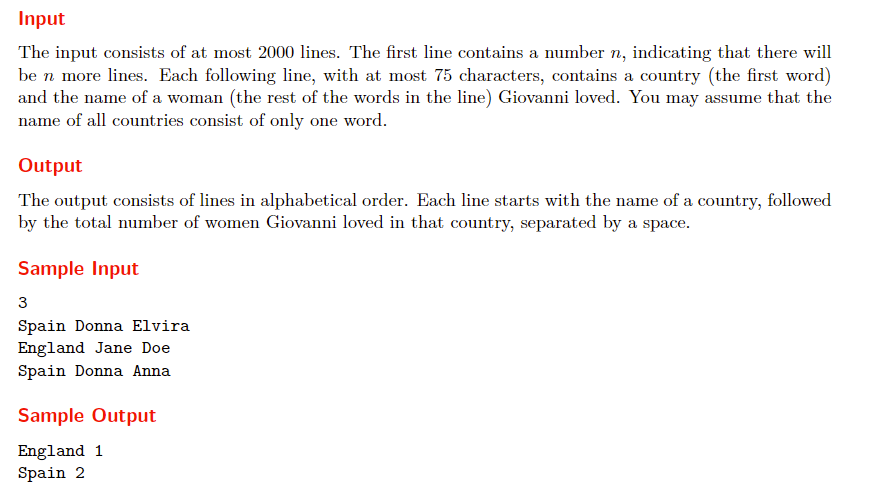 Input
The input consists of at most 2000 lines. The first line contains a number n, indicating that there will
be n more lines. Each following line, with at most 75 characters, contains a country (the first word)
and the name of a woman (the rest of the words in the line) Giovanni loved. You may assume that the
name of all countries consist of only one word.
Output
The output consists of lines in alphabetical order. Each line starts with the name of a country, followed
by the total number of women Giovanni loved in that country, separated by a space.
Sample Input
3
Spain Donna Elvira
England Jane Doe
Spain Donna Anna
Sample Output
England 1
Spain 2